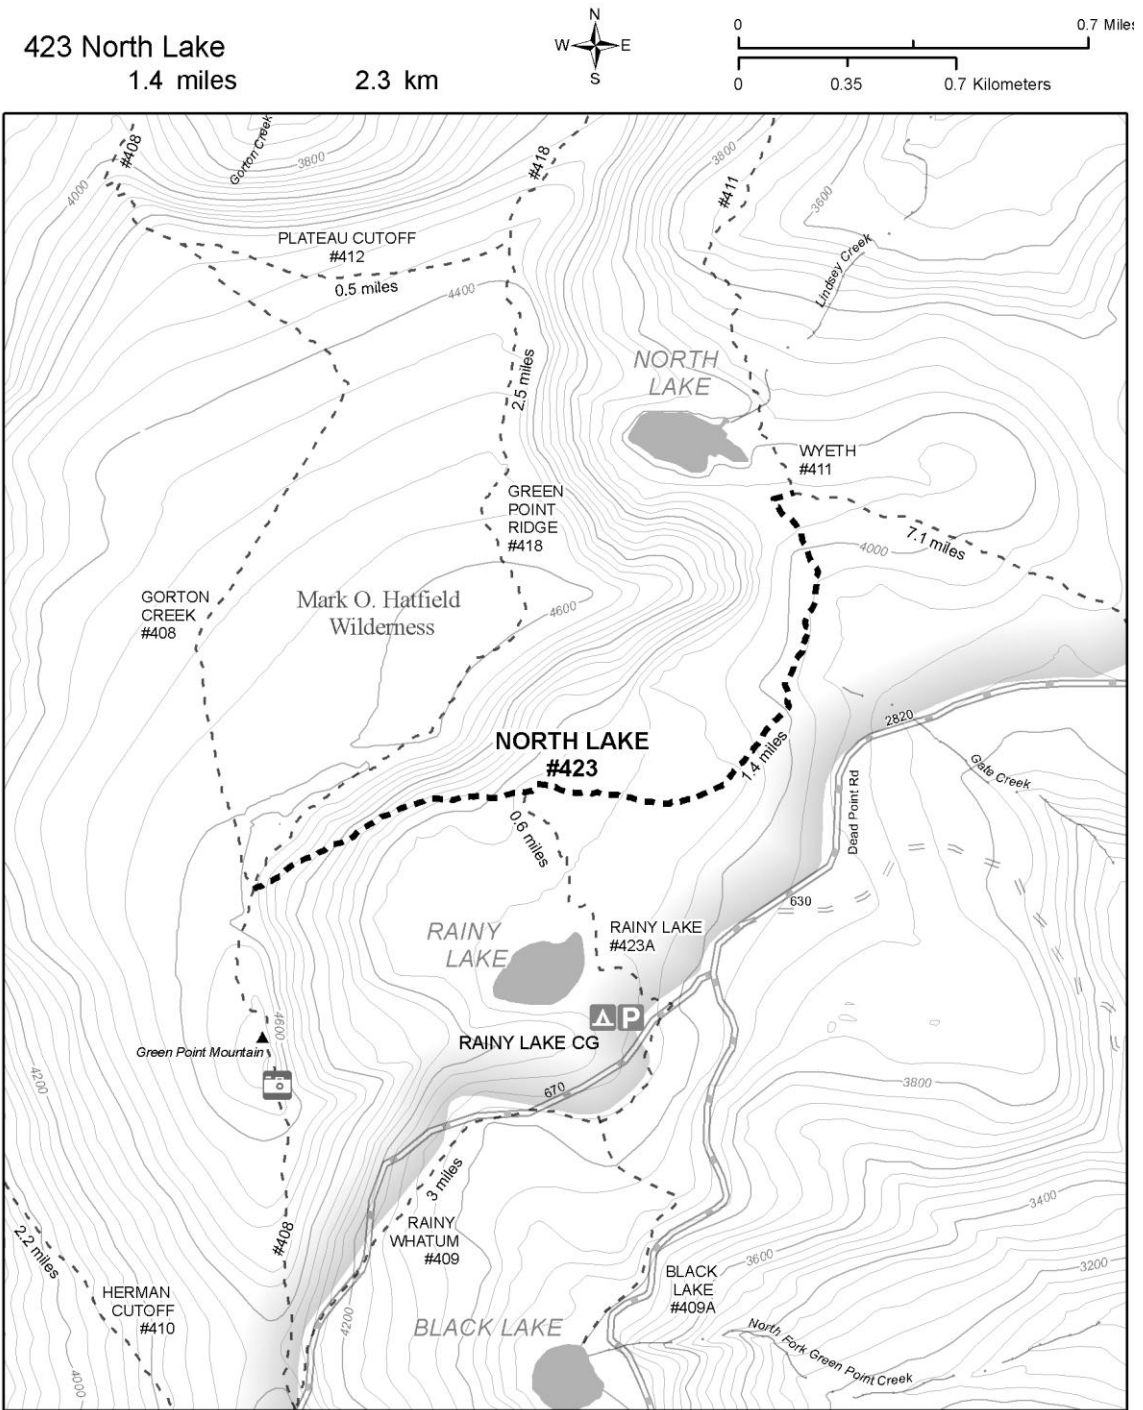 423 North Lake
1.4 miles 2.3 km
N
W E
S
0 0.7 Miles
0 0.35 0.7 Kilometers
#408
Gorton Creek
3800
4000
#418
3800
#411
3600
Lindsey Creek
PLATEAU CUTOFF
#412
0.5 miles
4400
2.5 miles
NORTH
LAKE
WYETH
#411
GREEN
POINT
RIDGE
#418
7.1 miles
4000
GORTON
CREEK
#408
Mark O. Hatfield
Wilderness
4600
2820
NORTH LAKE
#423
1.4 miles
Gate Creek
Dead Point Rd
0.6 miles
630
RAINY
LAKE
RAINY LAKE
#423A
P
RAINY LAKE CG
4600
Green Point Mountain
670
3800
4200
3 miles
2.2 miles
#408
RAINY
WHATUM
#409
3400
3600
3200
BLACK
LAKE
#409A
HERMAN
CUTOFF
#410
4200
BLACK LAKE
North Fork Green Point Creek
4000